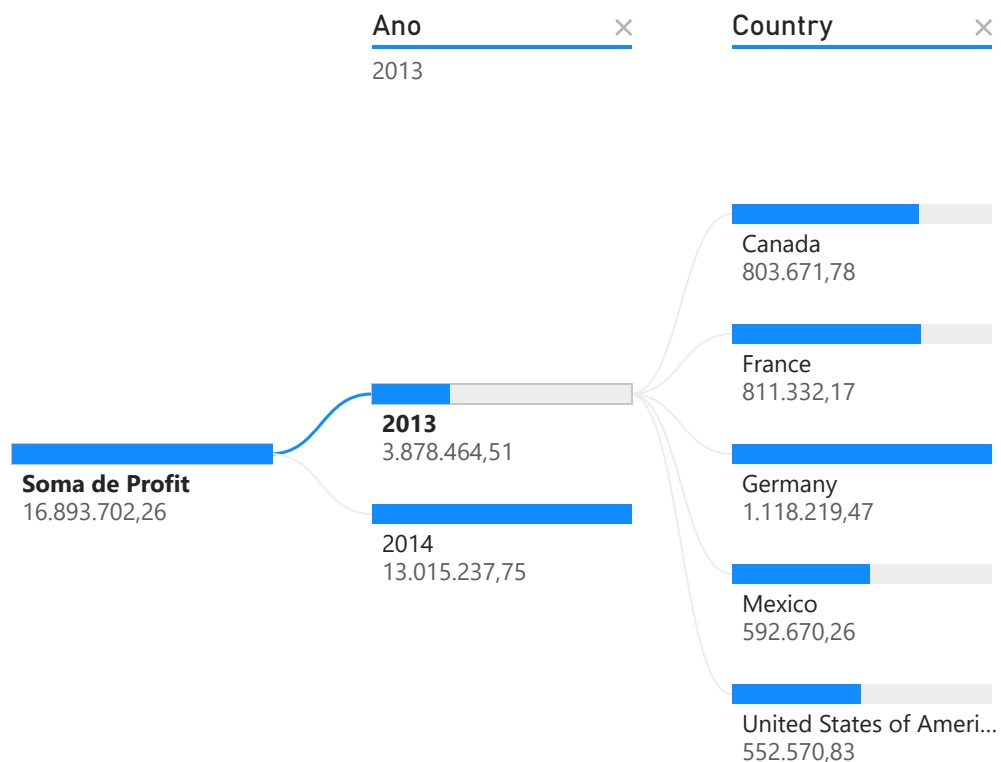 Ano
2013
Country
Soma de Profit
16.893.702,26
2013
3.878.464,51
2014
13.015.237,75
Canada
803.671,78
France
811.332,17
Germany
1.118.219,47
Mexico
592.670,26
United States of Ameri...
552.570,83